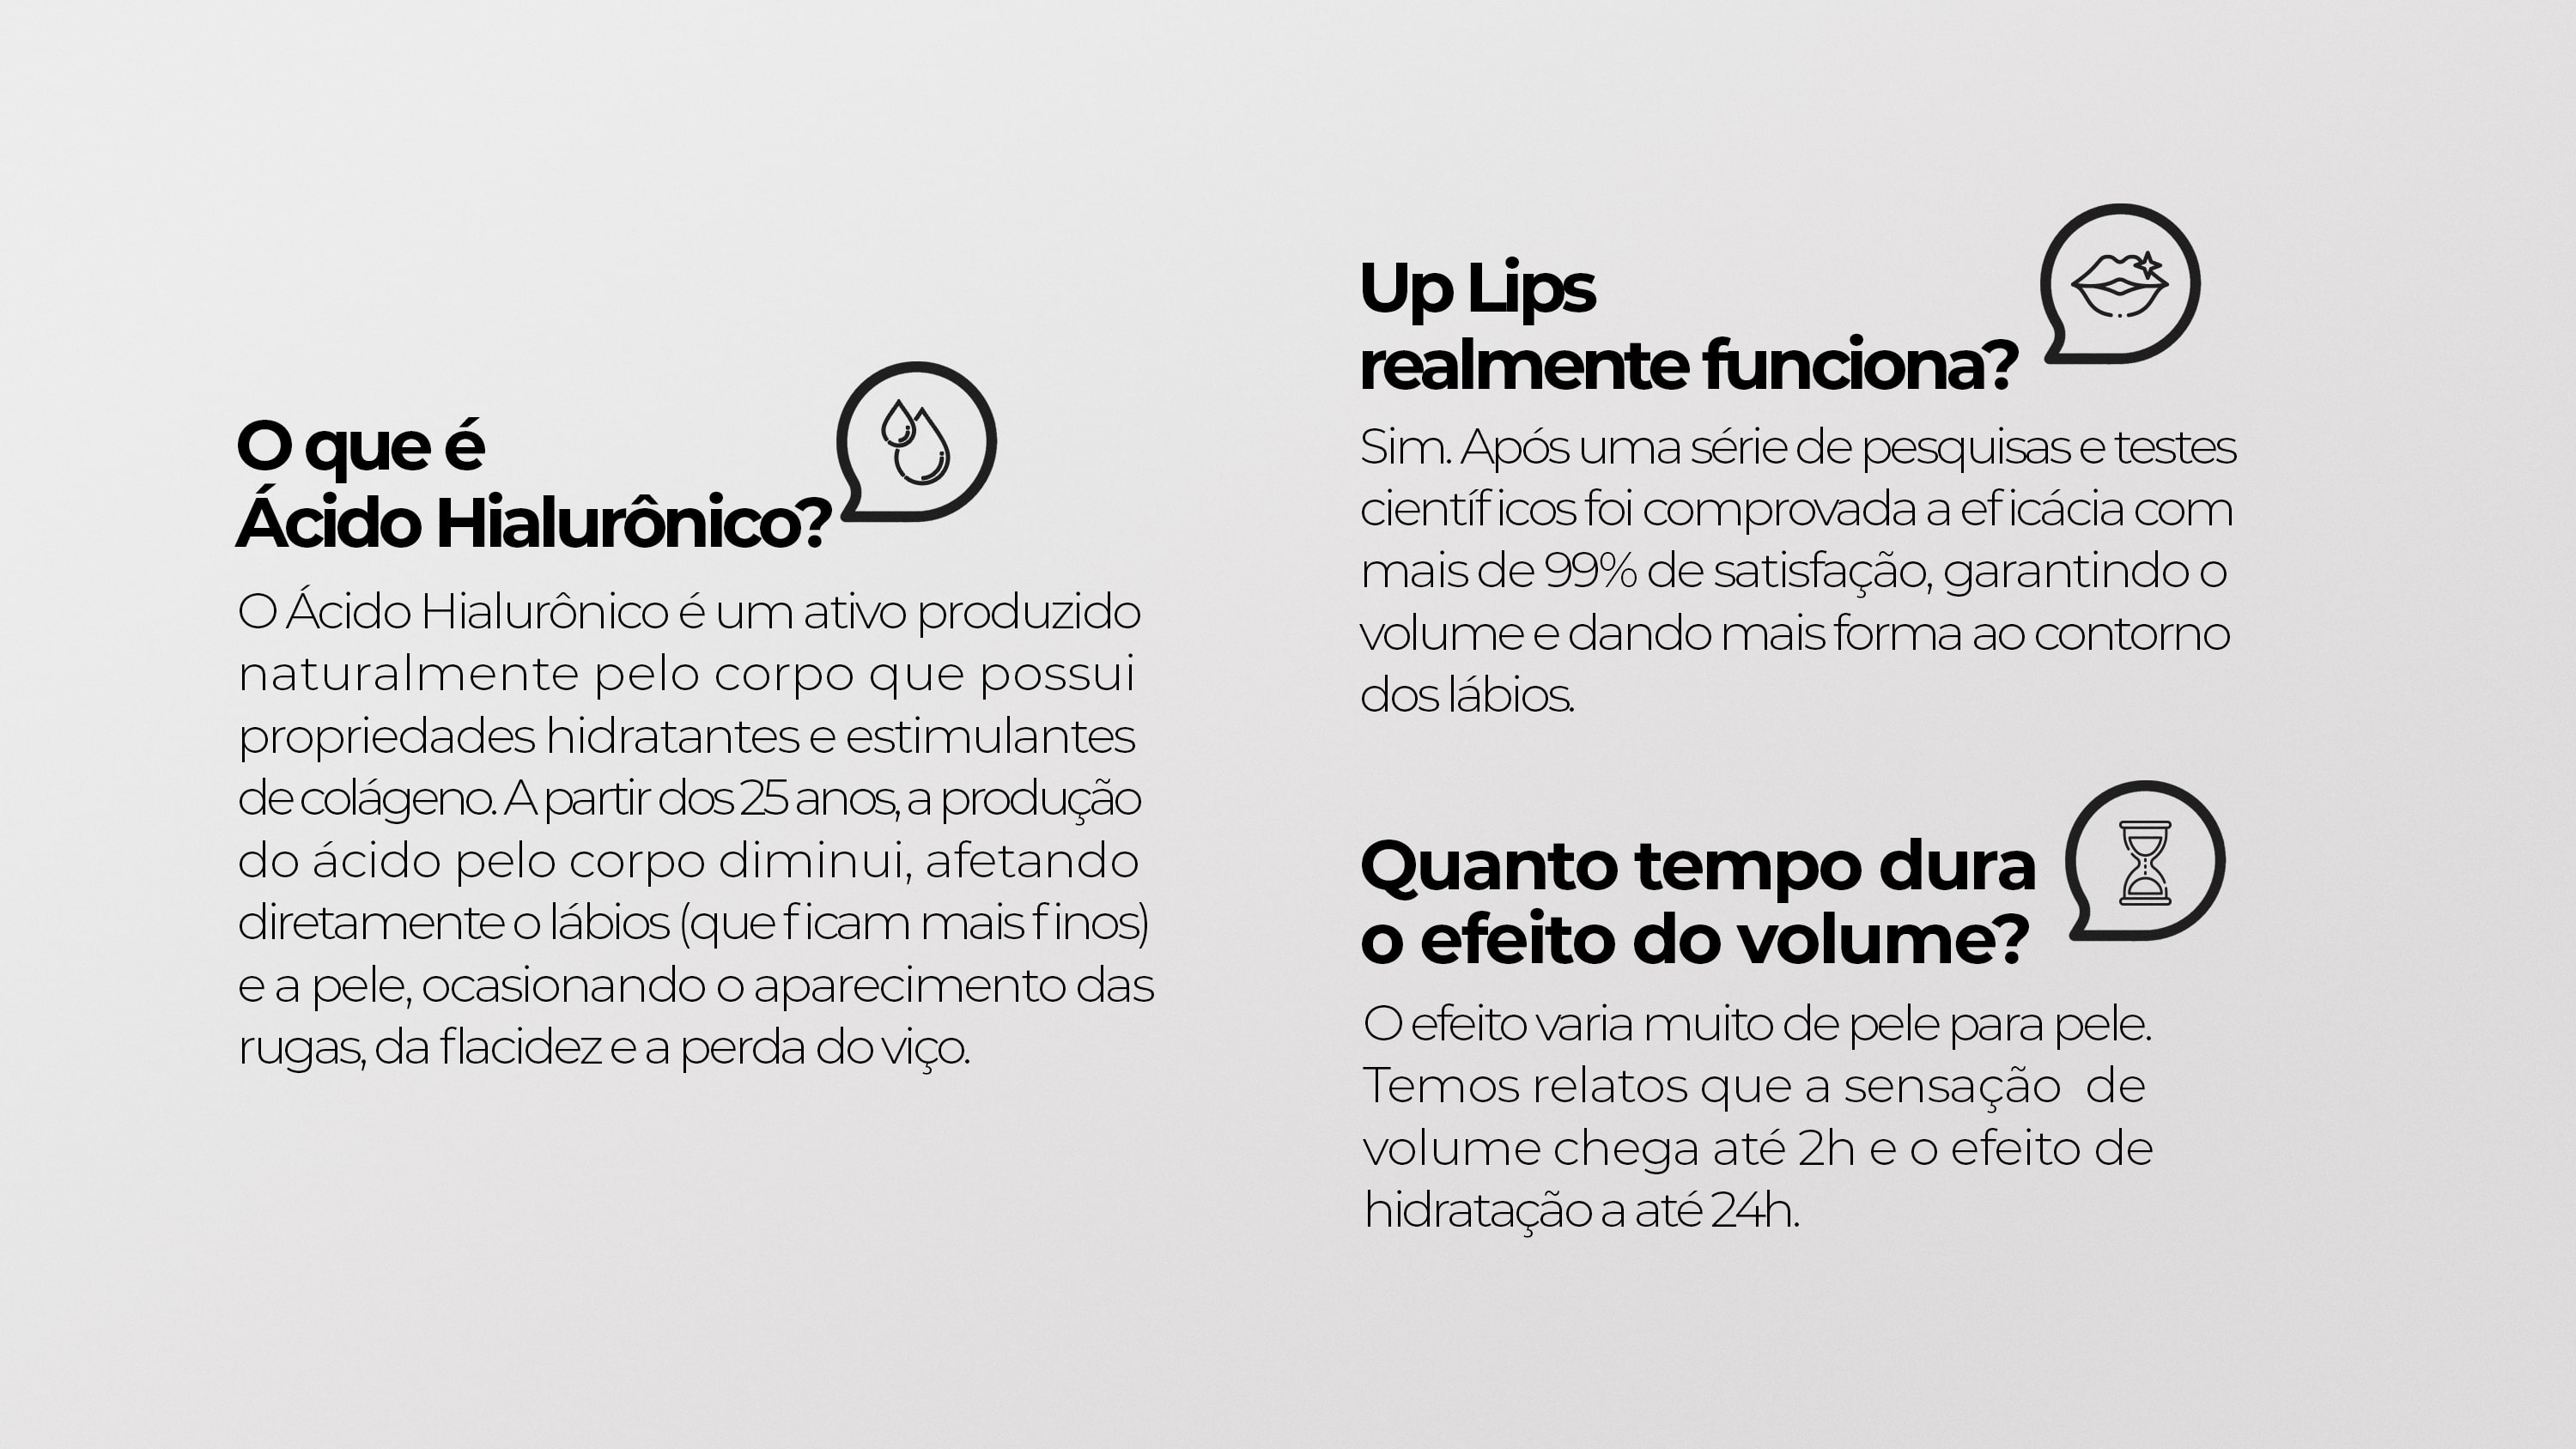 O que é
Ácido Hialurônico?
O Ácido Hialurônico é um ativo produzido
naturalmente pelo corpo que possui
propriedades hidratantes e estimulantes
de colágeno. A partir dos 25 anos, a produção
do ácido pelo corpo diminui, afetando
diretamente o lábios (que ficam mais finos)
e a pele, ocasionando o aparecimento das
rugas, da flacidez e a perda do viço.
Up Lips
realmente funciona?
Sim. Após uma série de pesquisas e testes
científicos foi comprovada a eficácia com
mais de 99% de satisfação, garantindo o
volume e dando mais forma ao contorno
dos lábios.
Quanto tempo dura
o efeito do volume?
O efeito varia muito de pele para pele.
Temos relatos que a sensação de
volume chega até 2h e o efeito de
hidratação a até 24h.